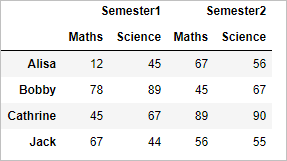 Semester1 Semester2
Maths Science Maths Science
Alisa 12 45 67 56
Bobby 78 89 45 67
Cathrine 45 67 89 90
Jack 67 44 56 55